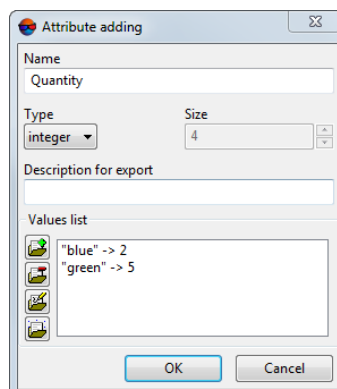 Attribute adding
Name
Quantity
Type Size
integer 4
Description for export
Values list
"blue" -> 2
"green" -> 5
OK Cancel